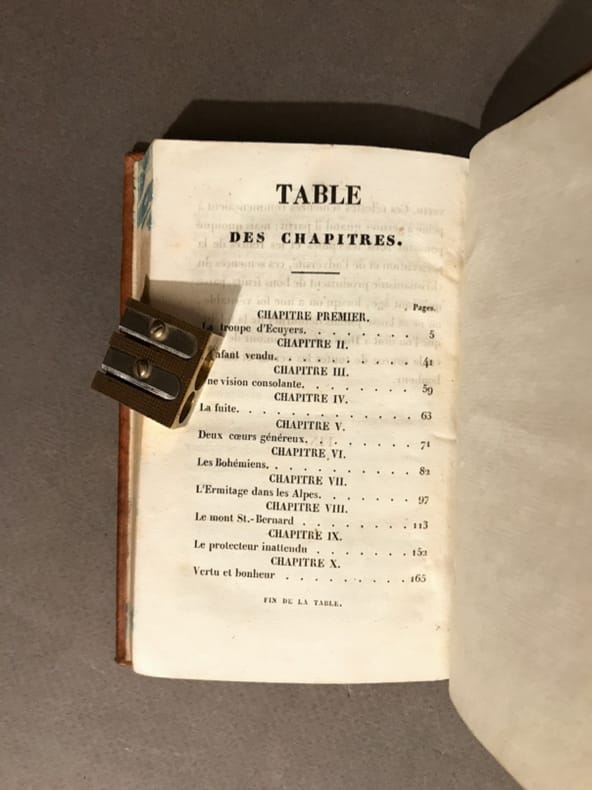 TABLE
DES CHAPITRES.
Pages.
CHAPITRE PREMIER.
La troupe d'Ecuyers. . . . . . . . 5
CHAPITRE II.
. . . nfant vendu. . . . . . . . . 41
CHAPITRE III.
ne vision consolante. . . . . . . . 59
CHAPITRE IV.
La fuite. . . . . . . . . . . . 63
CHAPITRE V.
Deux cœurs généreux. . . . . . . . 71
CHAPITRE VI.
Les Bohémiens. . . . . . . . . . 82
CHAPITRE VII.
L'Ermitage dans les Alpes. . . . . . 97
CHAPITRE VIII.
Le mont St.-Bernard . . . . . . . 113
CHAPITRE IX.
Le protecteur inattendu . . . . . . 152
CHAPITRE X.
Vertu et bonheur . . . . . . . . 165
FIN DE LA TABLE.